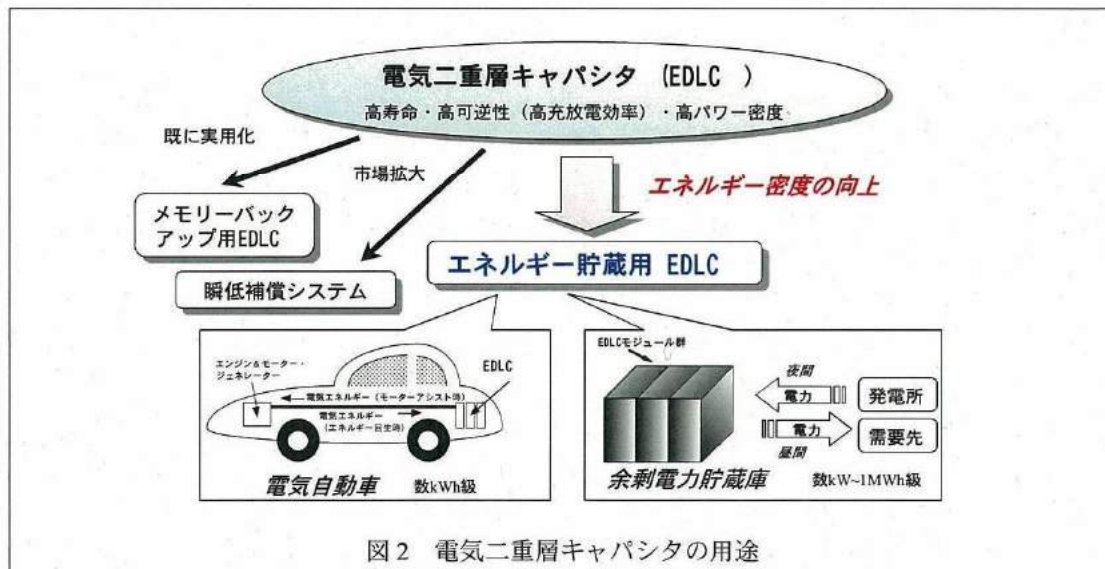 電気二重層キャパシタ (EDLC )
高寿命・高可逆性（高充放電効率）・高パワー密度
既に実用化
市場拡大
エネルギー密度の向上
メモリーバック
アップ用EDLC
瞬低補償システム
エネルギー貯蔵用 EDLC
エンジン＆モーター・
ジェネレーター
EDLC
電気エネルギー（モーターアシスト時）
電気エネルギー
（エネルギー回生時）
電気自動車
数kWh級
EDLCモジュール群
夜間
電力
発電所
電力
需要先
昼間
余剰電力貯蔵庫
数kW~1MWh級
図2 電気二重層キャパシタの用途